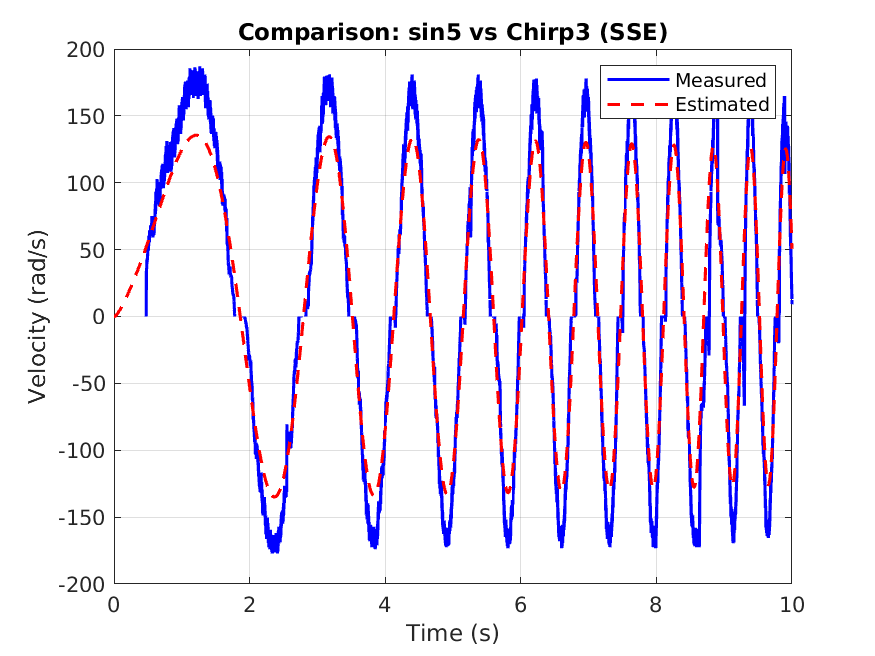 Comparison: sin5 vs Chirp3 (SSE)
Measured
Estimated
200
150
100
50
0
-50
-100
-150
-200
Velocity (rad/s)
0 2 4 6 8 10
Time (s)